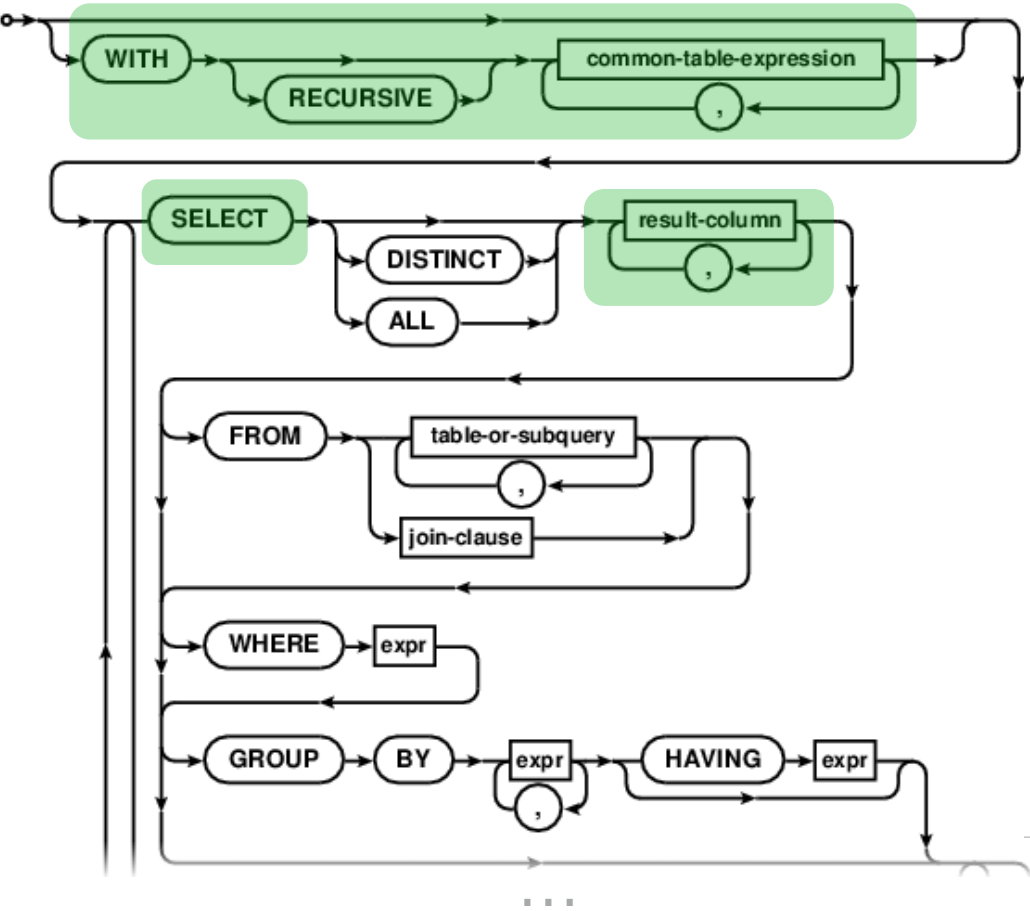 WITH common-table-expression
RECURSIVE ,
SELECT result-column
DISTINCT ,
ALL
FROM table-or-subquery
,
join-clause
WHERE expr
GROUP BY expr HAVING expr
,